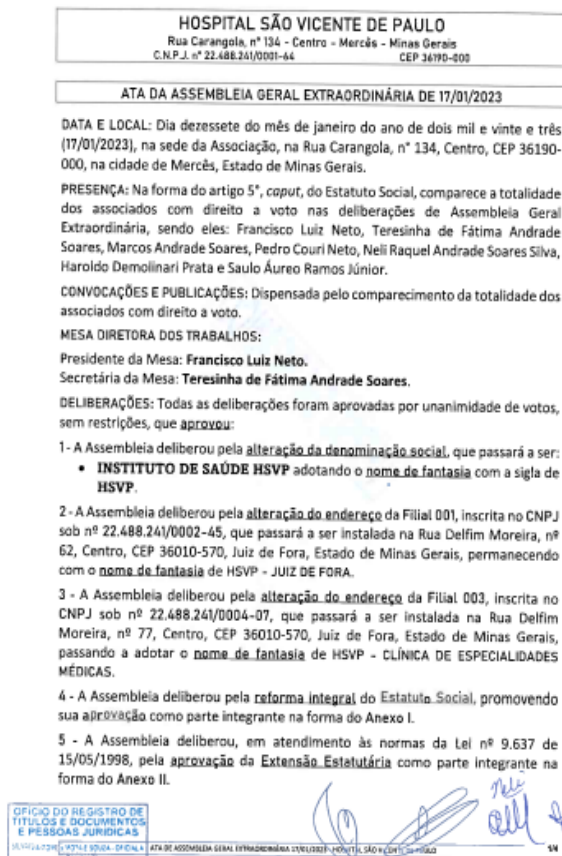 HOSPITAL SÃO VICENTE DE PAULO
Rua Carangola, n° 134 - Centro - Mercês - Minas Gerais
C.N.P.J. n° 22.488.241/0001-64 CEP 36190-000
ATA DA ASSEMBLEIA GERAL EXTRAORDINÁRIA DE 17/01/2023
DATA E LOCAL: Dia dezessete do mês de janeiro do ano de dois mil e vinte e três
(17/01/2023), na sede da Associação, na Rua Carangola, n° 134, Centro, CEP 36190-
000, na cidade de Mercês, Estado de Minas Gerais.
PRESENÇA: Na forma do artigo 5°, caput, do Estatuto Social, comparece a totalidade
dos associados com direito a voto nas deliberações de Assembleia Geral
Extraordinária, sendo eles: Francisco Luiz Neto, Teresinha de Fátima Andrade
Soares, Marcos Andrade Soares, Pedro Couri Neto, Neli Raquel Andrade Soares Silva,
Haroldo Demolinari Prata e Saulo Áureo Ramos Júnior.
CONVOCAÇÕES E PUBLICAÇÕES: Dispensada pelo comparecimento da totalidade dos
associados com direito a voto.
MESA DIRETORA DOS TRABALHOS:
Presidente da Mesa: Francisco Luiz Neto.
Secretária da Mesa: Teresinha de Fátima Andrade Soares.
DELIBERAÇÕES: Todas as deliberações foram aprovadas por unanimidade de votos,
sem restrições, que aprovou:
1- A Assembleia deliberou pela alteração da denominação social, que passará a ser:
• INSTITUTO DE SAÚDE HSVP adotando o nome de fantasia com a sigla de
HSVP.
2 - A Assembleia deliberou pela alteração do endereço da Filial 001, inscrita no CNPJ
sob nº 22.488.241/0002-45, que passará a ser instalada na Rua Delfim Moreira, nº
62, Centro, CEP 36010-570, Juiz de Fora, Estado de Minas Gerais, permanecendo
com o nome de fantasia de HSVP - JUIZ DE FORA.
3 - A Assembleia deliberou pela alteração do endereço da Filial 003, inscrita no
CNPJ sob nº 22.488.241/0004-07, que passará a ser instalada na Rua Delfim
Moreira, nº 77, Centro, CEP 36010-570, Juiz de Fora, Estado de Minas Gerais,
passando a adotar o nome de fantasia de HSVP - CLÍNICA DE ESPECIALIDADES
MÉDICAS.
4 - A Assembleia deliberou pela reforma integral do Estatuto Social, promovendo
sua aprovação como parte integrante na forma do Anexo I.
5 - A Assembleia deliberou, em atendimento às normas da Lei nº 9.637 de
15/05/1998, pela aprovação da Extensão Estatutária como parte integrante na
forma do Anexo II.
OFÍCIO DO REGISTRO DE
TÍTULOS E DOCUMENTOS
E PESSOAS JURÍDICAS
ATA DE ASSEMBLEIA GERAL EXTRAORDINÁRIA 17/01/2023 HOSPITAL SÃO VICENTE DE PAULO 1/4